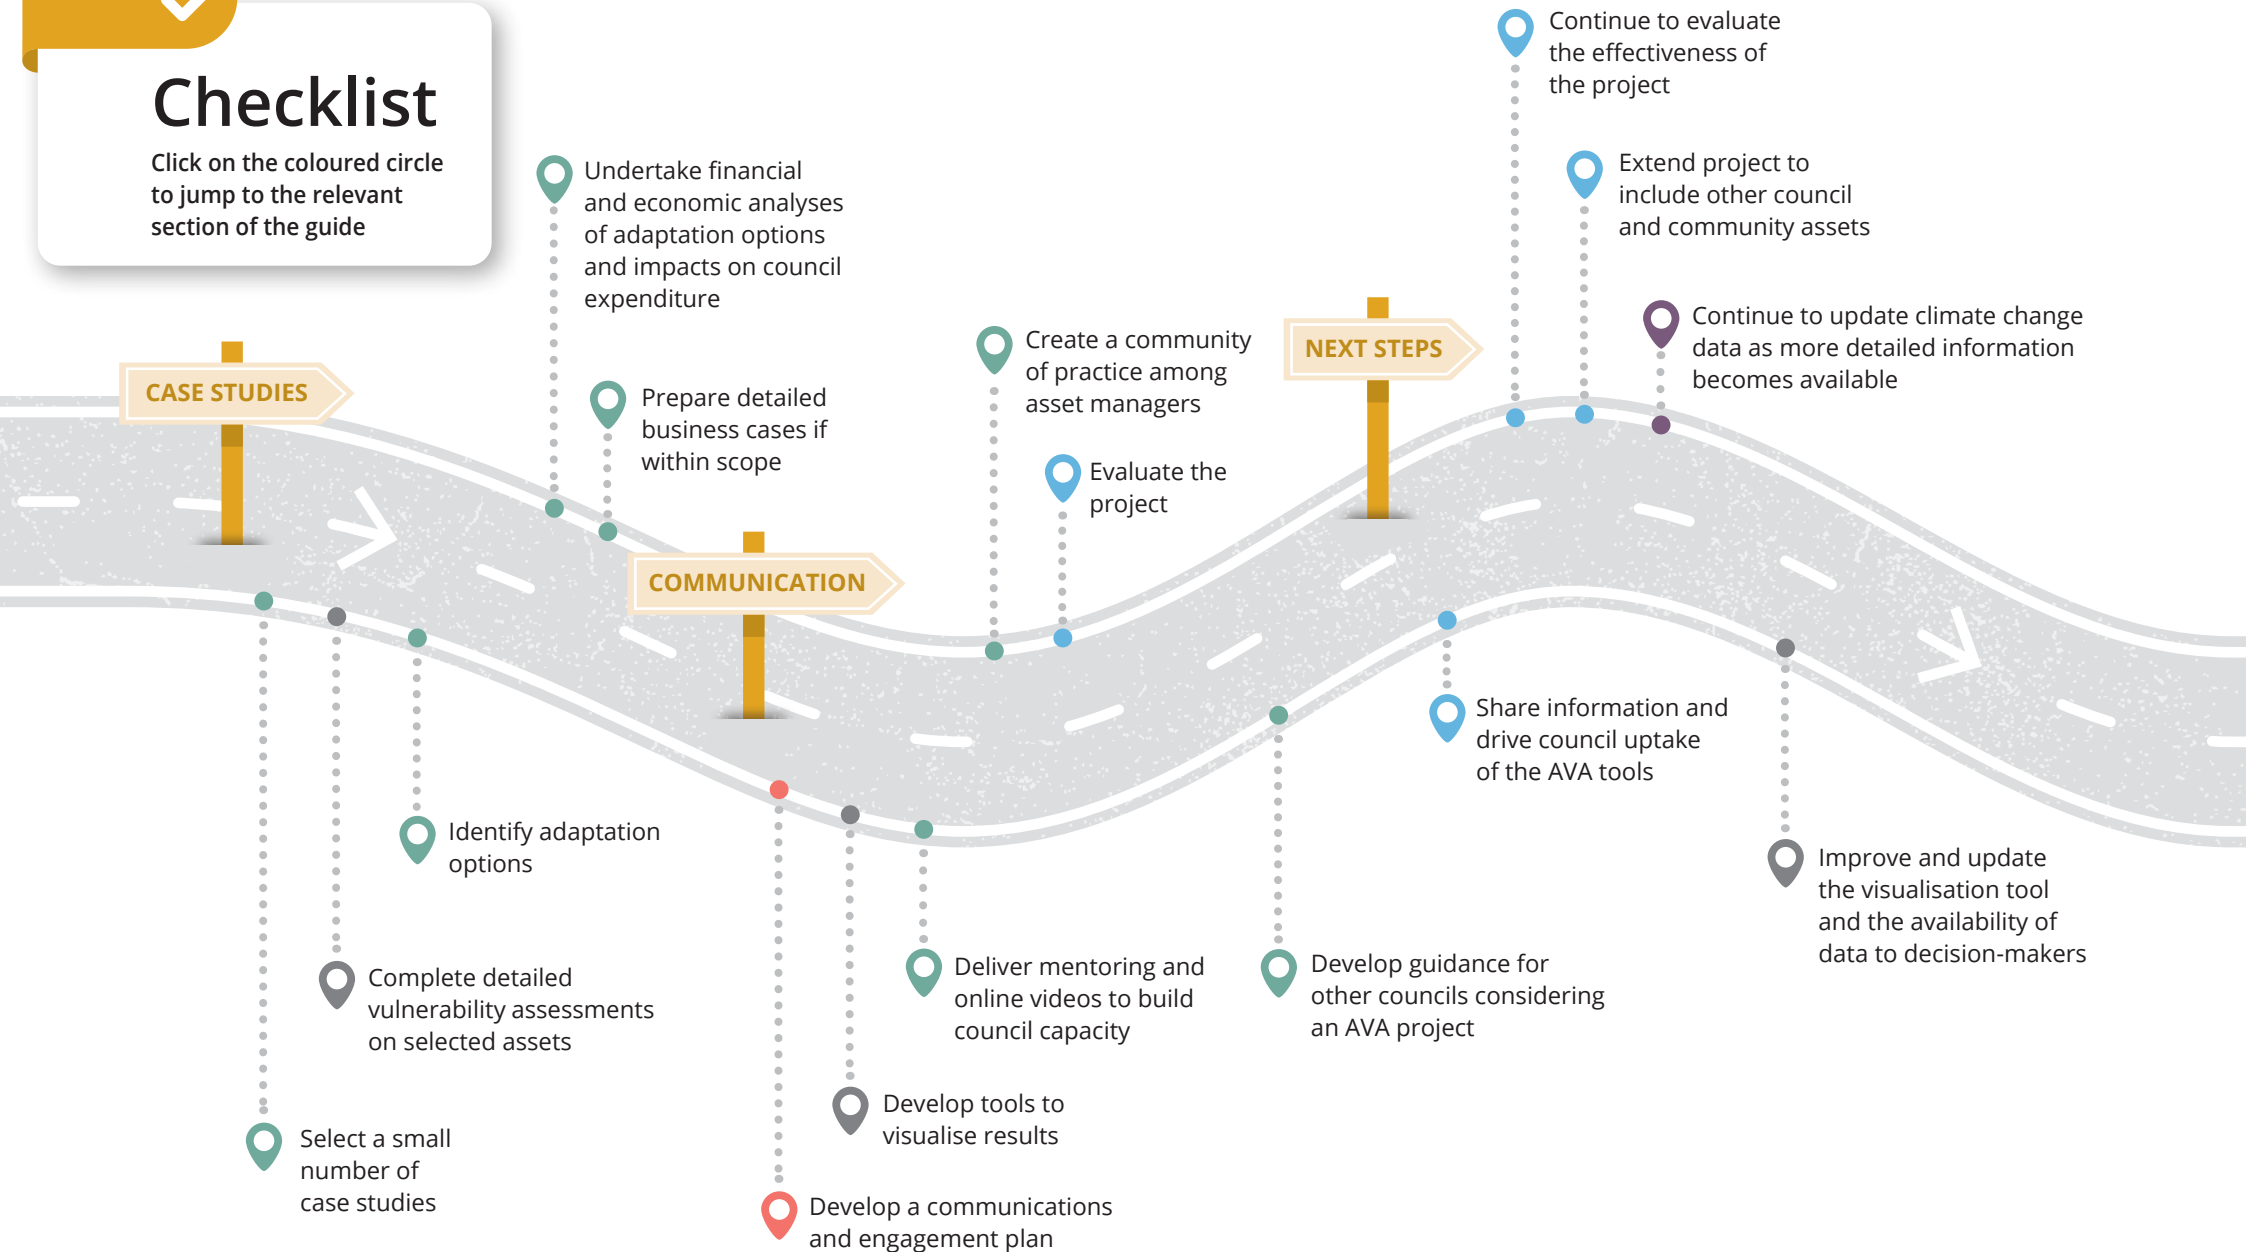 Checklist
Click on the coloured circle
to jump to the relevant
section of the guide
CASE STUDIES
Select a small
number of
case studies
Complete detailed
vulnerability assessments
on selected assets
Identify adaptation
options
Undertake financial
and economic analyses
of adaptation options
and impacts on council
expenditure
Prepare detailed
business cases if
within scope
COMMUNICATION
Develop a communications
and engagement plan
Develop tools to
visualise results
Deliver mentoring and
online videos to build
council capacity
Create a community
of practice among
asset managers
Evaluate the
project
Develop guidance for
other councils considering
an AVA project
NEXT STEPS
Share information and
drive council uptake
of the AVA tools
Continue to evaluate
the effectiveness of
the project
Extend project to
include other council
and community assets
Continue to update climate change
data as more detailed information
becomes available
Improve and update
the visualisation tool
and the availability of
data to decision-makers